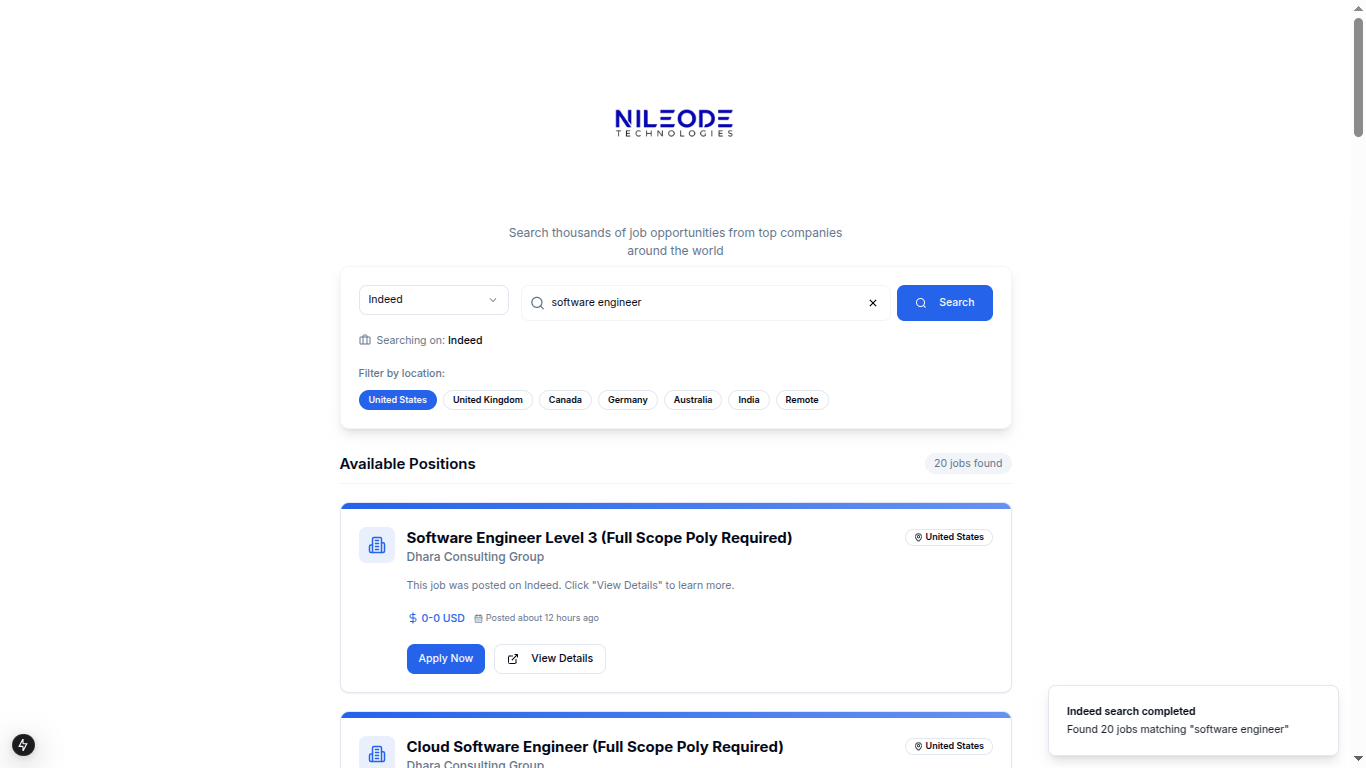 NILEODE
TECHNOLOGIES
Search thousands of job opportunities from top companies
around the world
Indeed
software engineer
Search
Searching on: Indeed
Filter by location:
United States
United Kingdom
Canada
Germany
Australia
India
Remote
Available Positions
20 jobs found
Software Engineer Level 3 (Full Scope Poly Required)
United States
Dhara Consulting Group
This job was posted on Indeed. Click "View Details" to learn more.
$ 0-0 USD
Posted about 12 hours ago
Apply Now
View Details
Cloud Software Engineer (Full Scope Poly Required)
United States
Dhara Consulting Group
Indeed search completed
Found 20 jobs matching "software engineer"